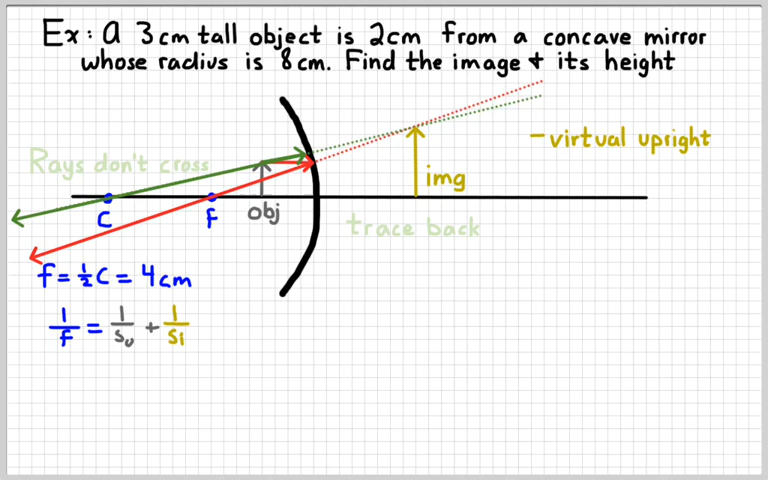 Ex: A 3cm tall object is 2cm from a concave mirror
whose radius is 8cm. Find the image + its height
- virtual upright
Rays don't cross
img
C
F
obj
trace back
f = 1/2 C = 4cm
1/F = 1/So + 1/Si